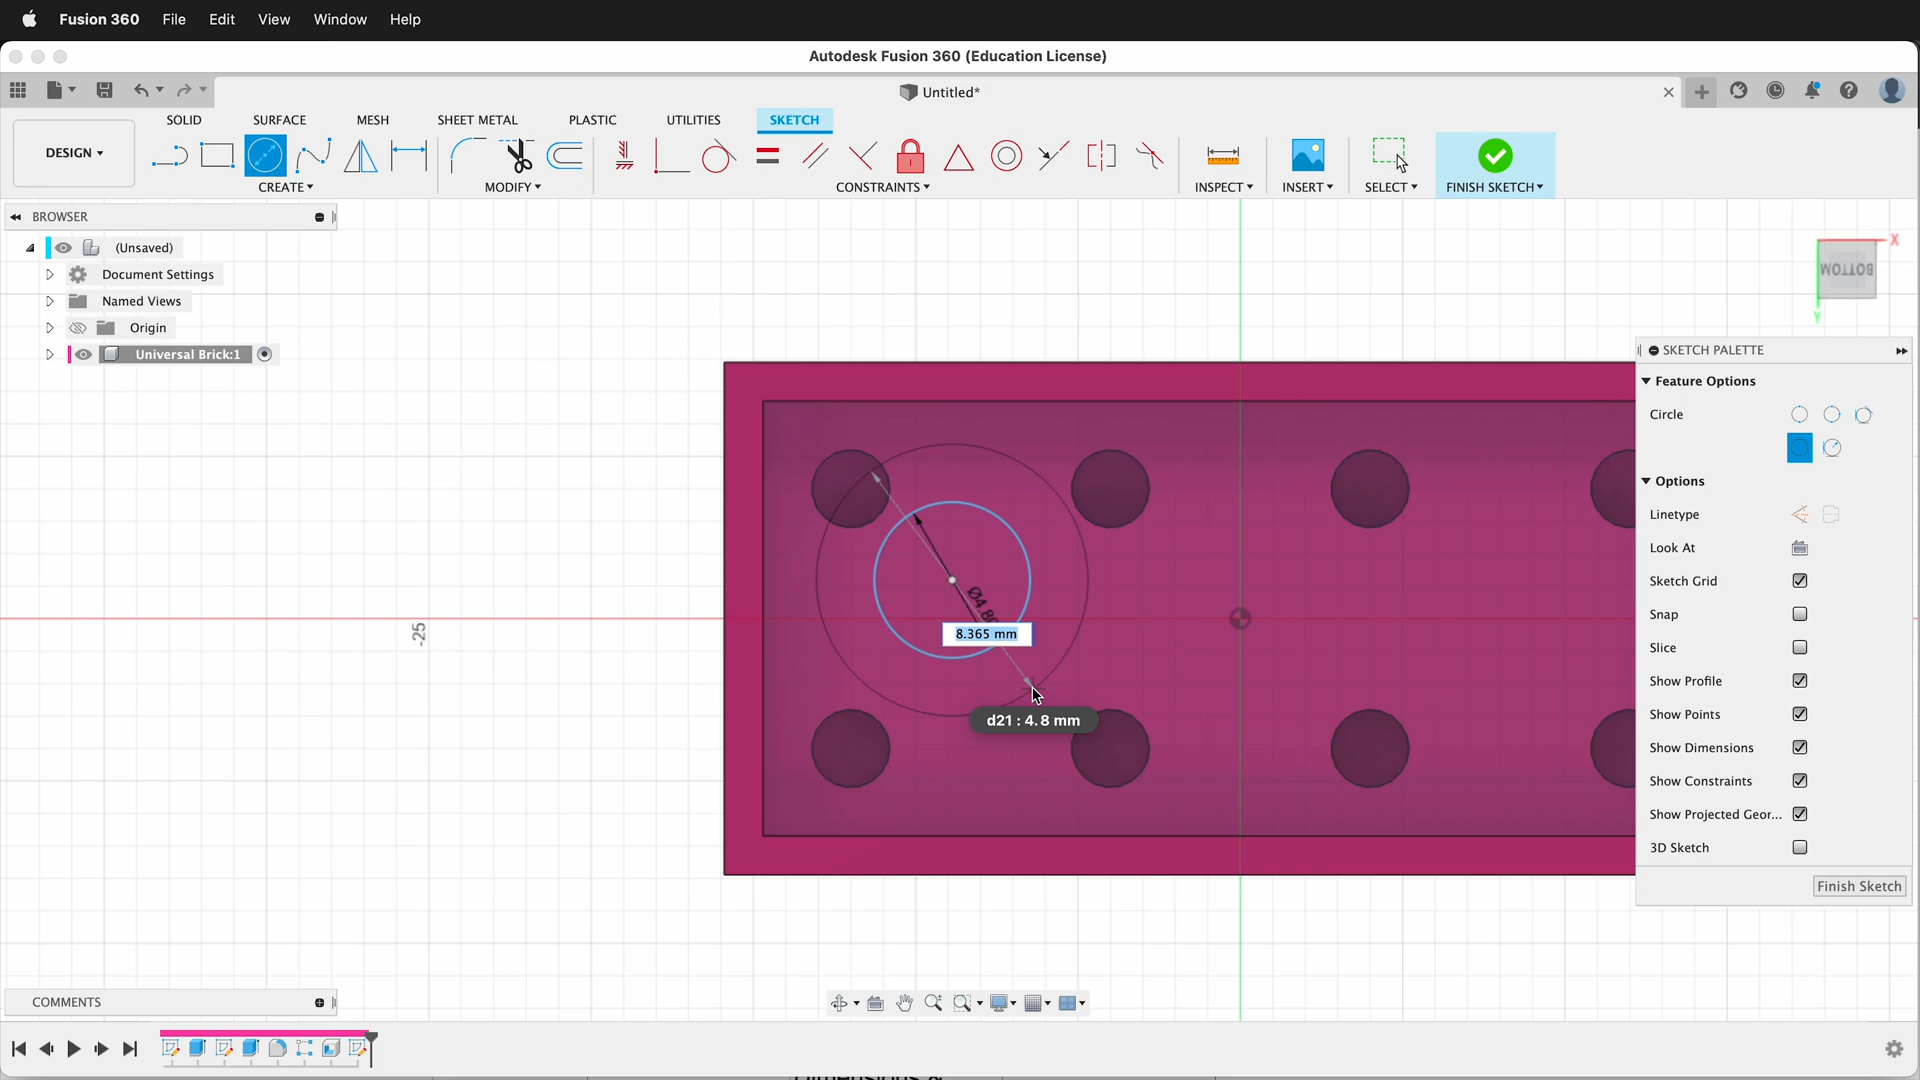 Fusion 360 File Edit View Window Help
Autodesk Fusion 360 (Education License)
Untitled*
SOLID SURFACE MESH SHEET METAL PLASTIC UTILITIES SKETCH
DESIGN
CREATE MODIFY CONSTRAINTS INSPECT INSERT SELECT FINISH SKETCH
BROWSER
(Unsaved)
Document Settings
Named Views
Origin
Universal Brick:1
X
BOTTOM
Y
SKETCH PALETTE
Feature Options
Circle
Options
Linetype
Look At
Sketch Grid
Snap
Slice
Show Profile
Show Points
Show Dimensions
Show Constraints
Show Projected Geor...
3D Sketch
Finish Sketch
-25
Ø4.80
8.365 mm
d21 : 4.8 mm
COMMENTS